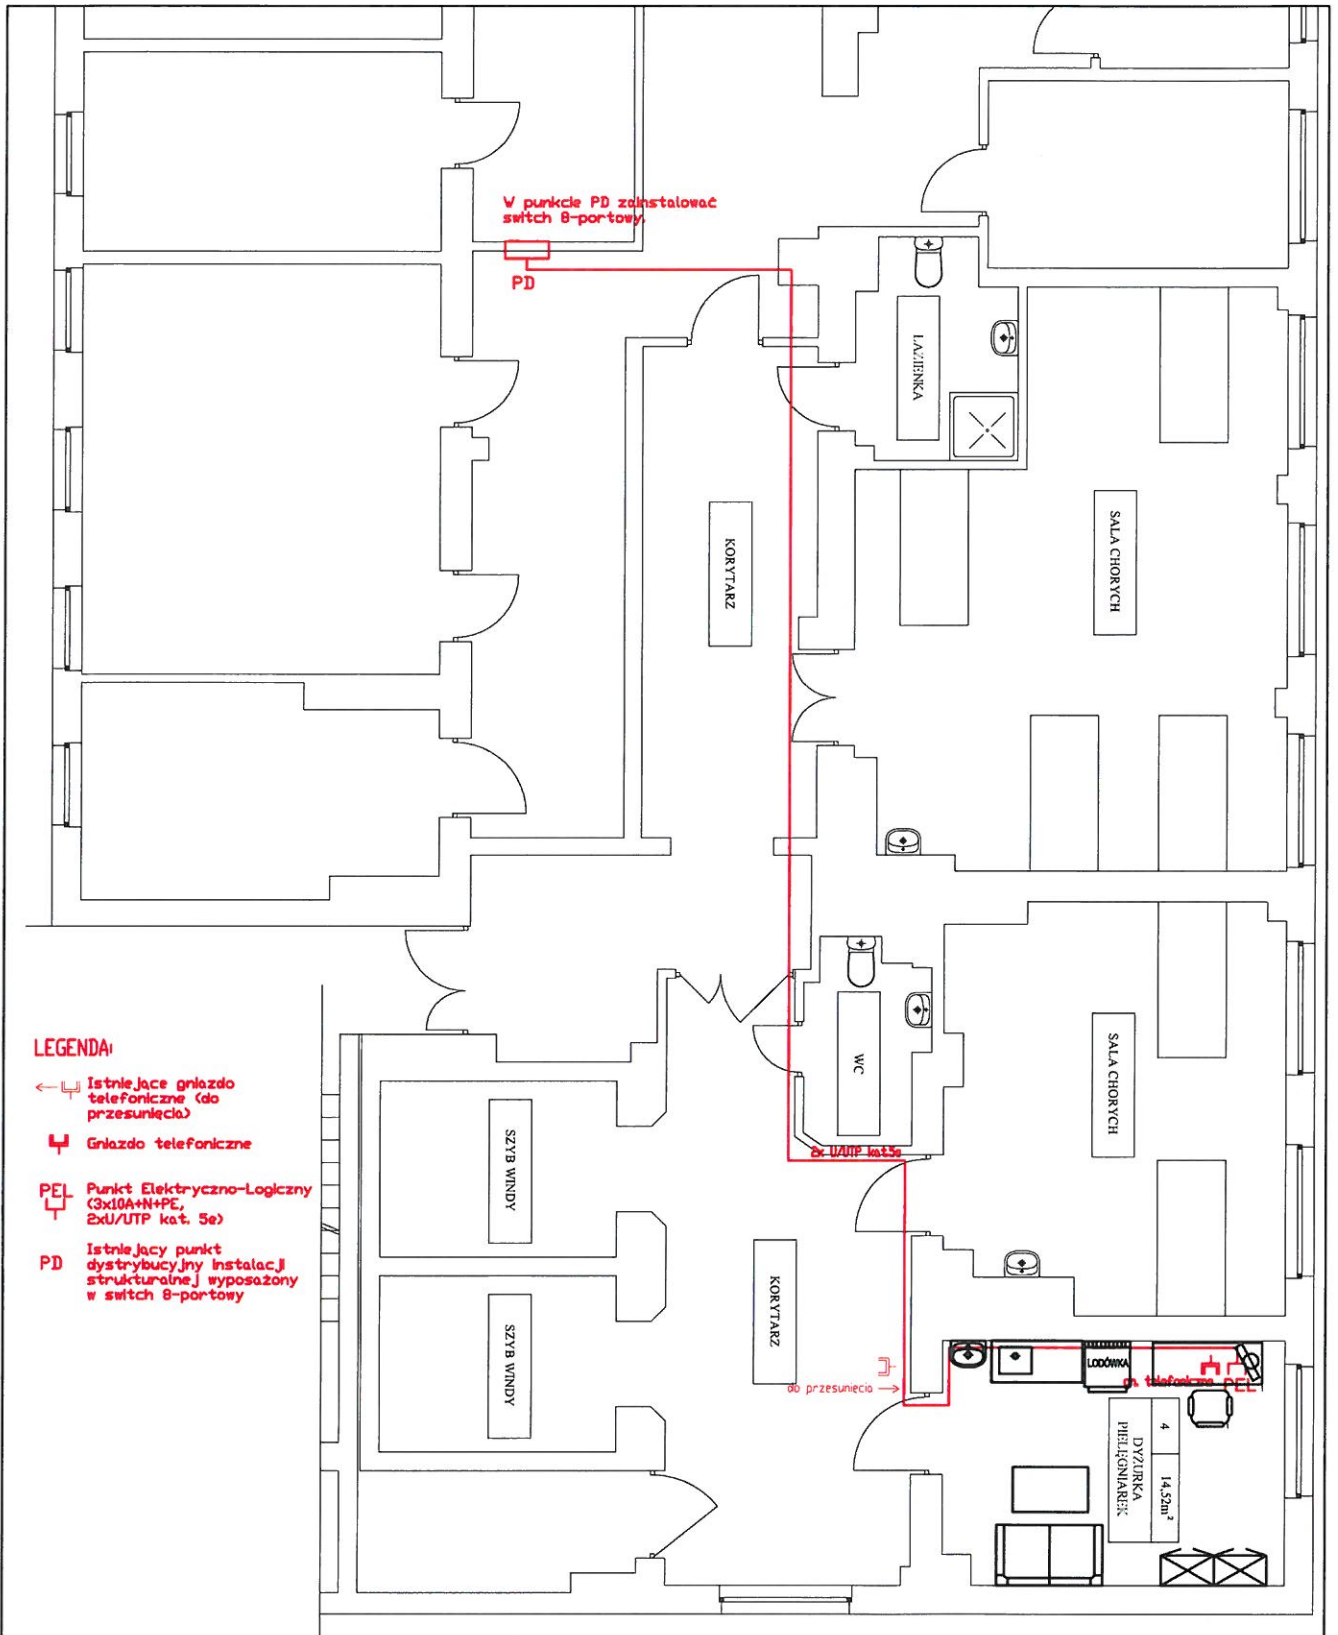 W punkcie PD zainstalować
switch 8-portowy.
PD
ŁAZIENKA
KORYTARZ
SALA CHORYCH
WC
SALA CHORYCH
2x U/UTP kat5e
SZYB WINDY
SZYB WINDY
KORYTARZ
do przesunięcia
LODÓWKA
gn. telefoniczne PEL
4 14,52m²
DYŻURKA
PIELĘGNIAREK
LEGENDA:
Istniejące gniazdo
telefoniczne (do
przesunięcia)
Gniazdo telefoniczne
PEL Punkt Elektryczno-Logiczny
(3x10A+N+PE,
2xU/UTP kat. 5e)
PD Istniejący punkt
dystrybucyjny instalacji
strukturalnej wyposażony
w switch 8-portowy